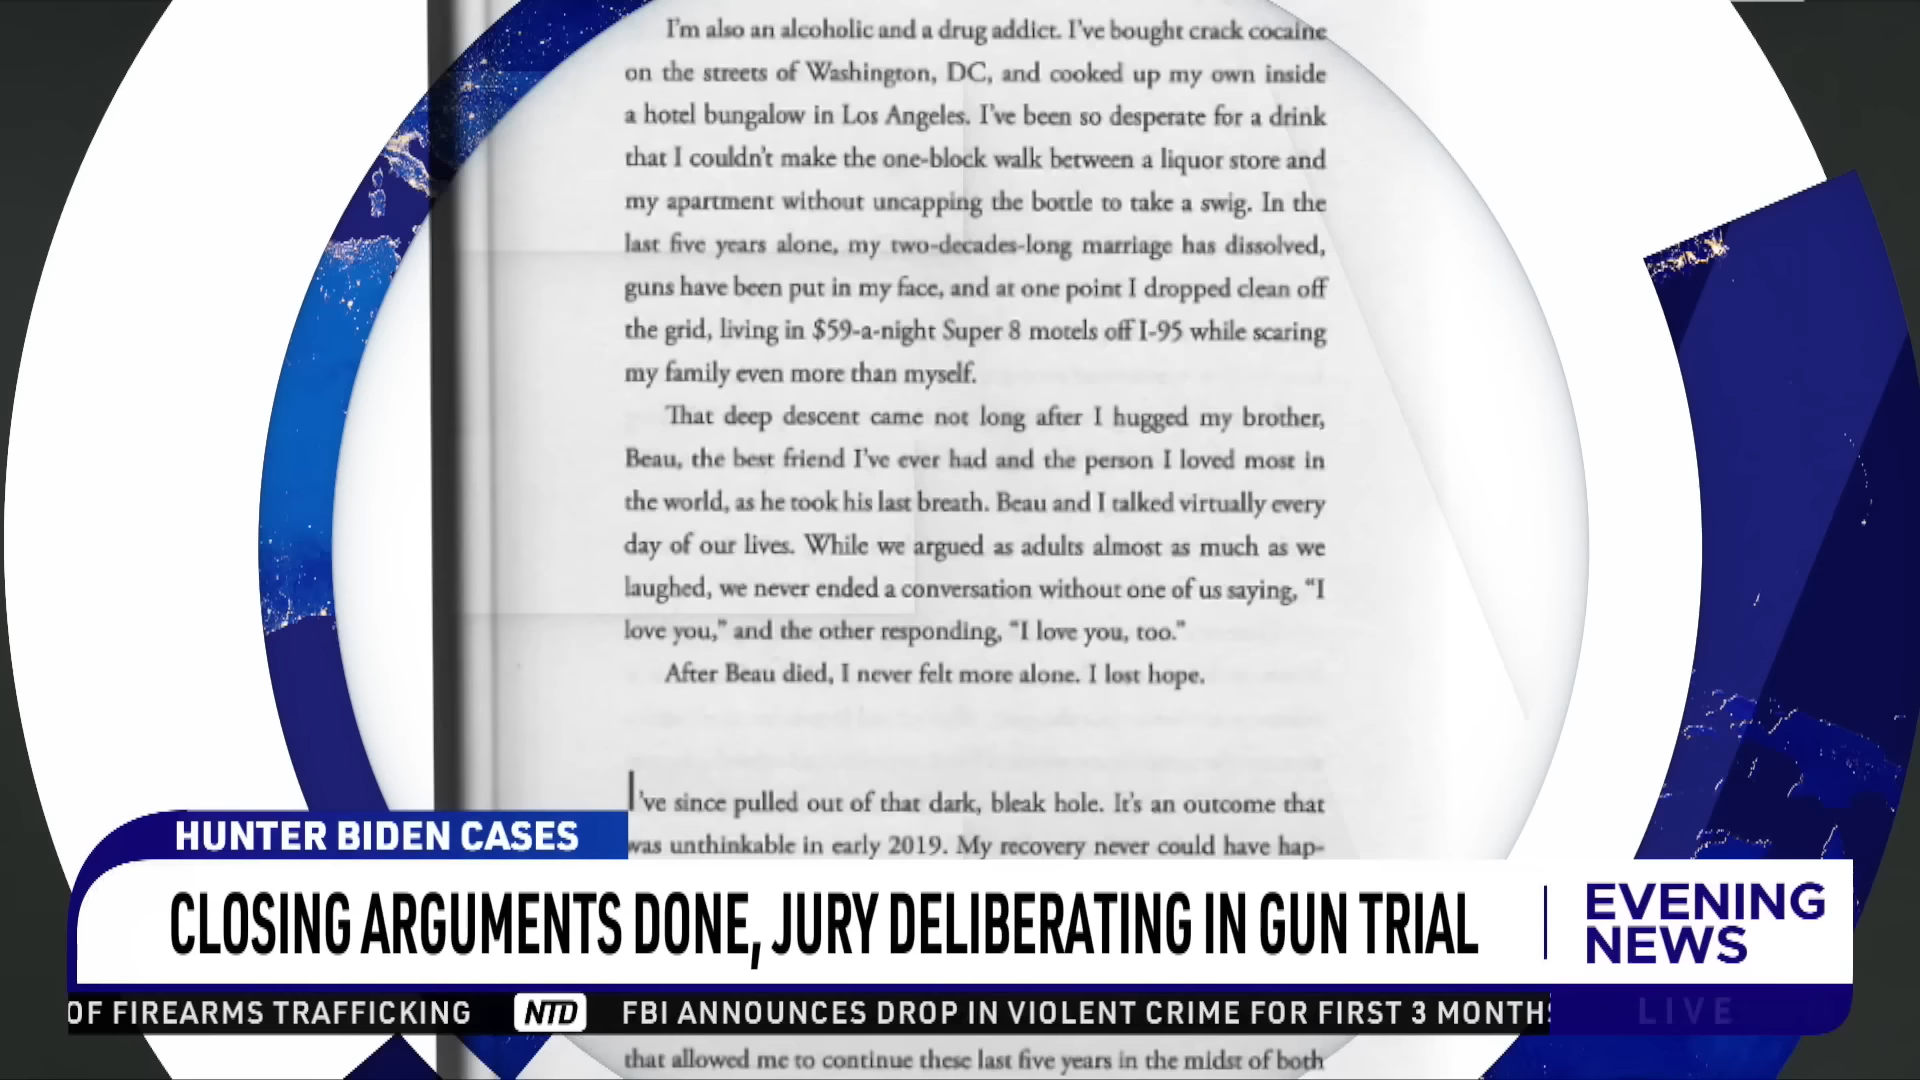 I'm also an alcoholic and a drug addict. I've bought crack cocaine
on the streets of Washington, DC, and cooked up my own inside
a hotel bungalow in Los Angeles. I've been so desperate for a drink
that I couldn't make the one-block walk between a liquor store and
my apartment without uncapping the bottle to take a swig. In the
last five years alone, my two-decades-long marriage has dissolved,
guns have been put in my face, and at one point I dropped clean off
the grid, living in $59-a-night Super 8 motels off I-95 while scaring
my family even more than myself.
That deep descent came not long after I hugged my brother,
Beau, the best friend I've ever had and the person I loved most in
the world, as he took his last breath. Beau and I talked virtually every
day of our lives. While we argued as adults almost as much as we
laughed, we never ended a conversation without one of us saying, “I
love you,” and the other responding, “I love you, too.”
After Beau died, I never felt more alone. I lost hope.
I've since pulled out of that dark, bleak hole. It's an outcome that
was unthinkable in early 2019. My recovery never could have hap-
HUNTER BIDEN CASES
CLOSING ARGUMENTS DONE, JURY DELIBERATING IN GUN TRIAL
EVENING
NEWS
OF FIREARMS TRAFFICKING NTD FBI ANNOUNCES DROP IN VIOLENT CRIME FOR FIRST 3 MONTHS
LIVE
that allowed me to continue these last five years in the midst of both